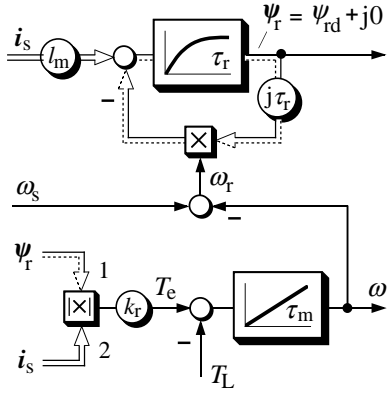 i_s
l_m
τ_r
ψ_r = ψ_rd + j0
jτ_r
–
×
ω_r
ω_s
–
ψ_r
1
|×|
k_r
T_e
τ_m
ω
–
i_s
2
T_L